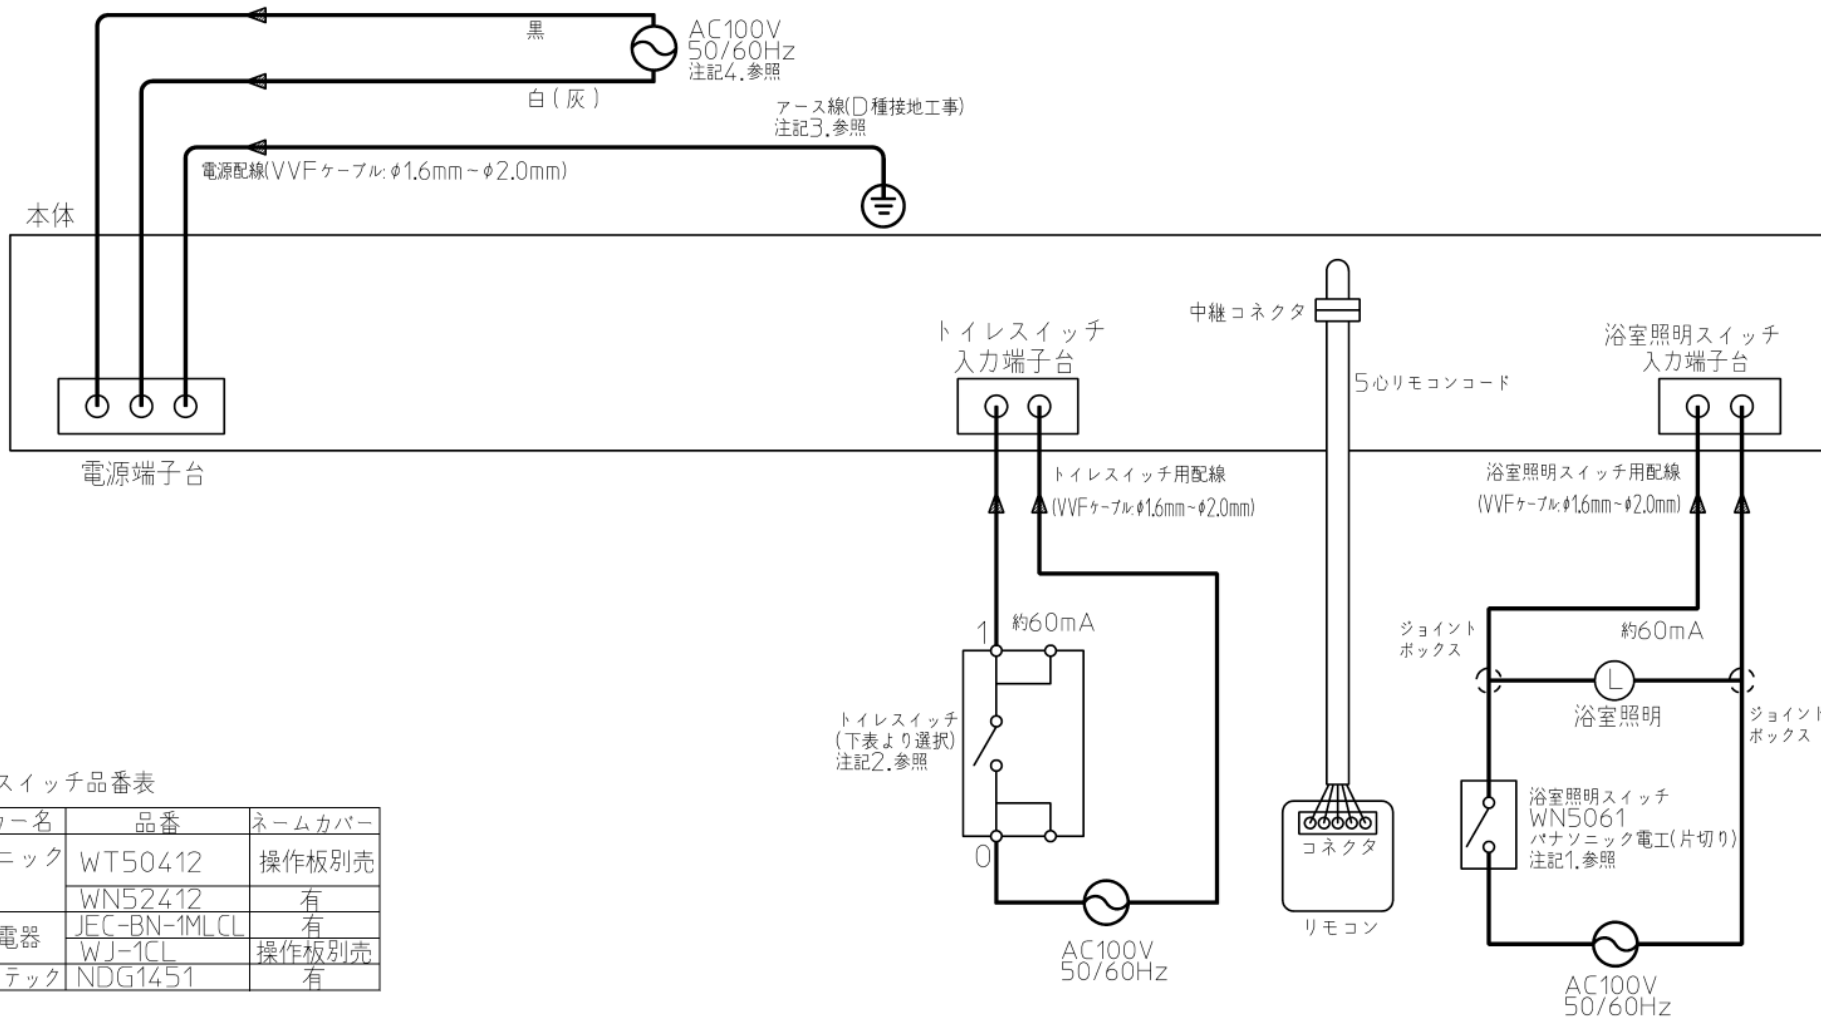 黒
AC100V
50/60Hz
注記4.参照
白(灰)
アース線(D種接地工事)
注記3.参照
電源配線(VVFケーブル:φ1.6mm~φ2.0mm)
本体
中継コネクタ
トイレスイッチ
入力端子台
浴室照明スイッチ
入力端子台
5心リモコンコード
電源端子台
トイレスイッチ用配線
(VVFケーブル:φ1.6mm~φ2.0mm)
浴室照明スイッチ用配線
(VVFケーブル:φ1.6mm~φ2.0mm)
1
約60mA
ジョイント
ボックス
約60mA
L
浴室照明
ジョイント
ボックス
トイレスイッチ
(下表より選択)
注記2.参照
0
AC100V
50/60Hz
コネクタ
リモコン
浴室照明スイッチ
WN5061
パナソニック電工(片切り)
注記1.参照
AC100V
50/60Hz
スイッチ品番表
ー名 品番 ネームカバー
ニック WT50412 操作板別売
WN52412 有
電器 JEC-BN-1MLCL 有
WJ-1CL 操作板別売
テック NDG1451 有